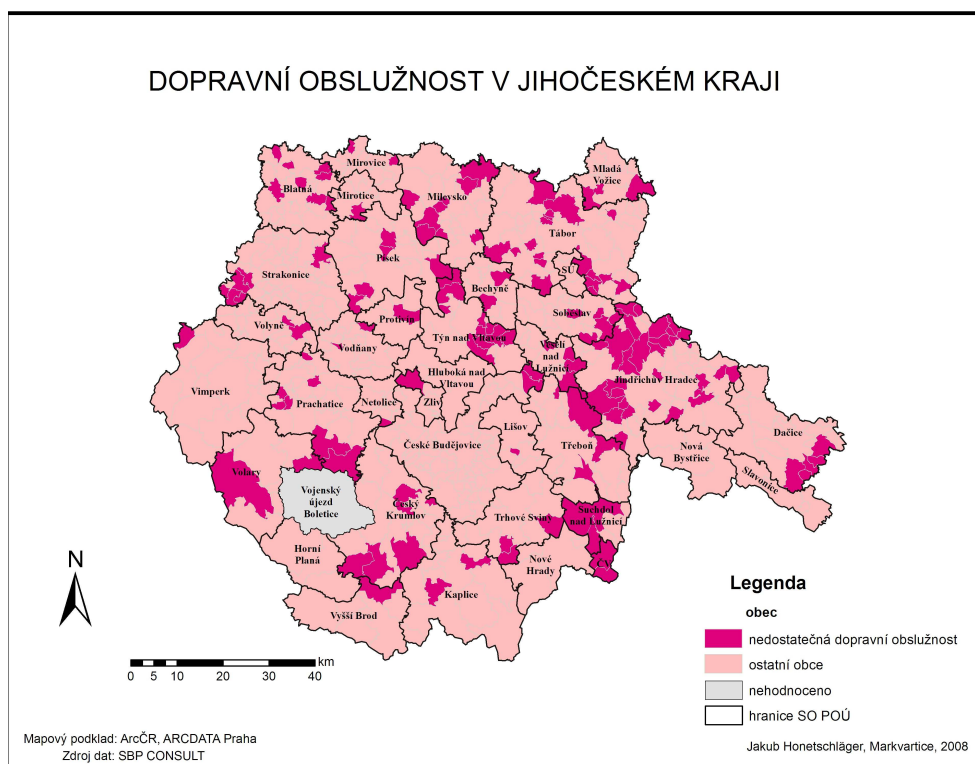 DOPRAVNÍ OBSLUŽNOST V JIHOČESKÉM KRAJI
Mirovice
Mladá
Vožice
Blatná
Mirotice
Milevsko
Tábor
Písek
Strakonice
SÚ
Bechyně
Soběslav
Protivín
Volyně
Týn nad Vltavou
Veselí
nad
Lužnicí
Vodňany
Hluboká nad
Vltavou
Jindřichův Hradec
Vimperk
Prachatice
Netolice
Zliv
Lišov
Dačice
České Budějovice
Třeboň
Nová
Bystřice
Volary
Slavonice
Vojenský
újezd
Boletice
Český
Krumlov
Trhové Sviny
Suchdol
nad Lužnicí
Horní
Planá
Nové
Hrady
ČV
Kaplice
Vyšší Brod
N
km
0 5 10 20 30 40
Legenda
obec
nedostatečná dopravní obslužnost
ostatní obce
nehodnoceno
hranice SO POÚ
Mapový podklad: ArcČR, ARCDATA Praha
Zdroj dat: SBP CONSULT
Jakub Honetschläger, Markvartice, 2008